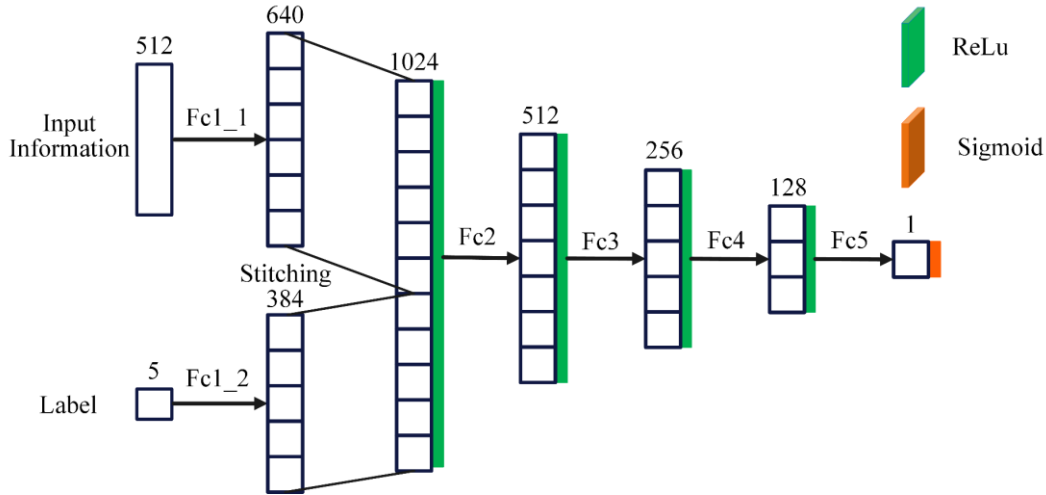 640
512
1024
ReLu
Input
Information
Fc1_1
512
256
Sigmoid
128
Fc2
Fc3
Fc4
Fc5
1
Stitching
384
5
Label
Fc1_2